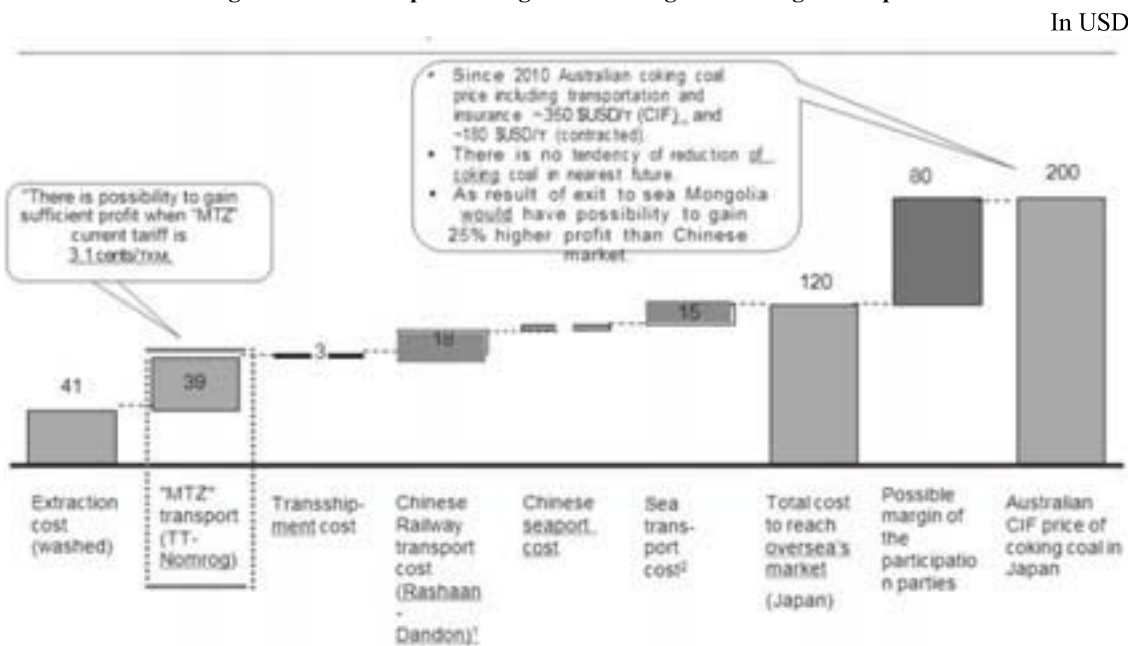 In USD
• Since 2010 Australian coking coal
price including transportation and
insurance ~350 $USD/т (CIF), and
~180 $USD/т (contracted).
• There is no tendency of reduction of
coking coal in nearest future.
• As result of exit to sea Mongolia
would have possibility to gain
25% higher profit than Chinese
market
"There is possibility to gain
sufficient profit when "MTZ"
current tariff is
3.1 cents/ткм.
41
39
3
18
15
120
80
200
Extraction
cost
(washed)
"MTZ"
transport
(TT-
Nomrog)
Transship-
ment cost
Chinese
Railway
transport
cost
(Rashaan
-
Dandon)¹
Chinese
seaport
cost
Sea
trans-
port
cost²
Total cost
to reach
oversea's
market
(Japan)
Possible
margin of
the
participatio
n parties
Australian
CIF price of
coking coal in
Japan